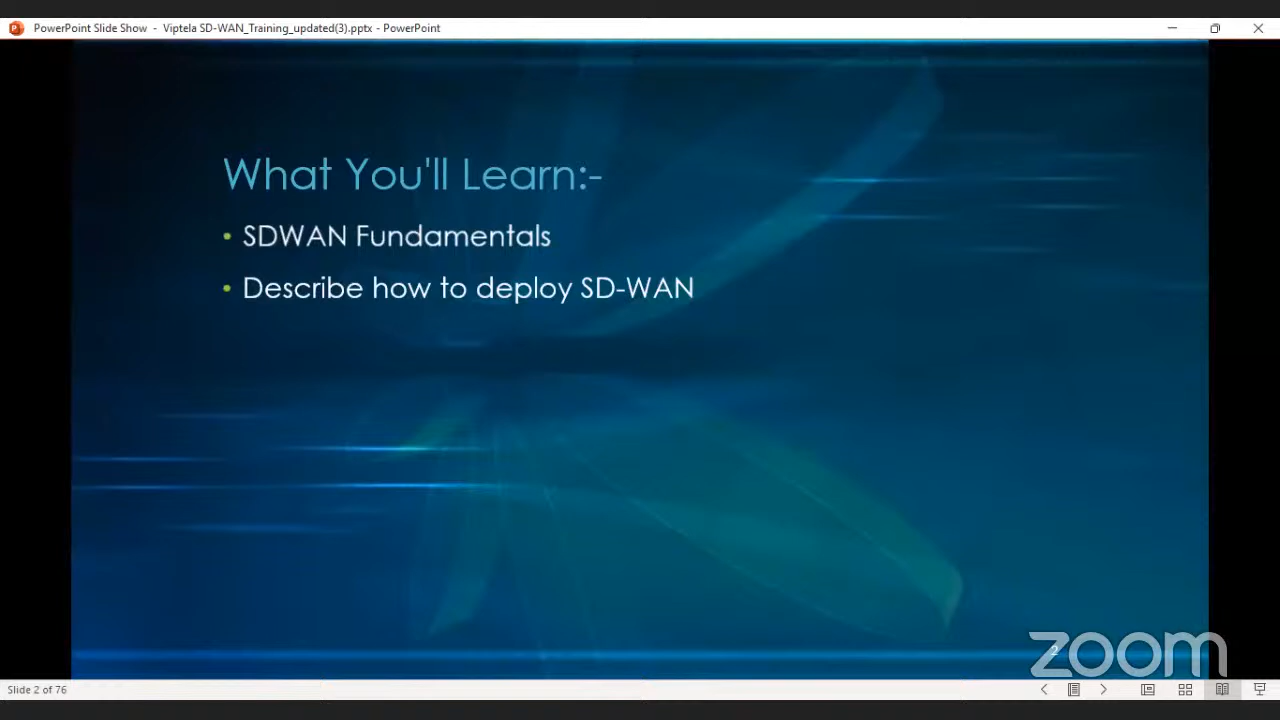 PowerPoint Slide Show - Viptela SD-WAN_Training_updated(3).pptx - PowerPoint
What You'll Learn:-
• SDWAN Fundamentals
• Describe how to deploy SD-WAN
2
zoom
Slide 2 of 76